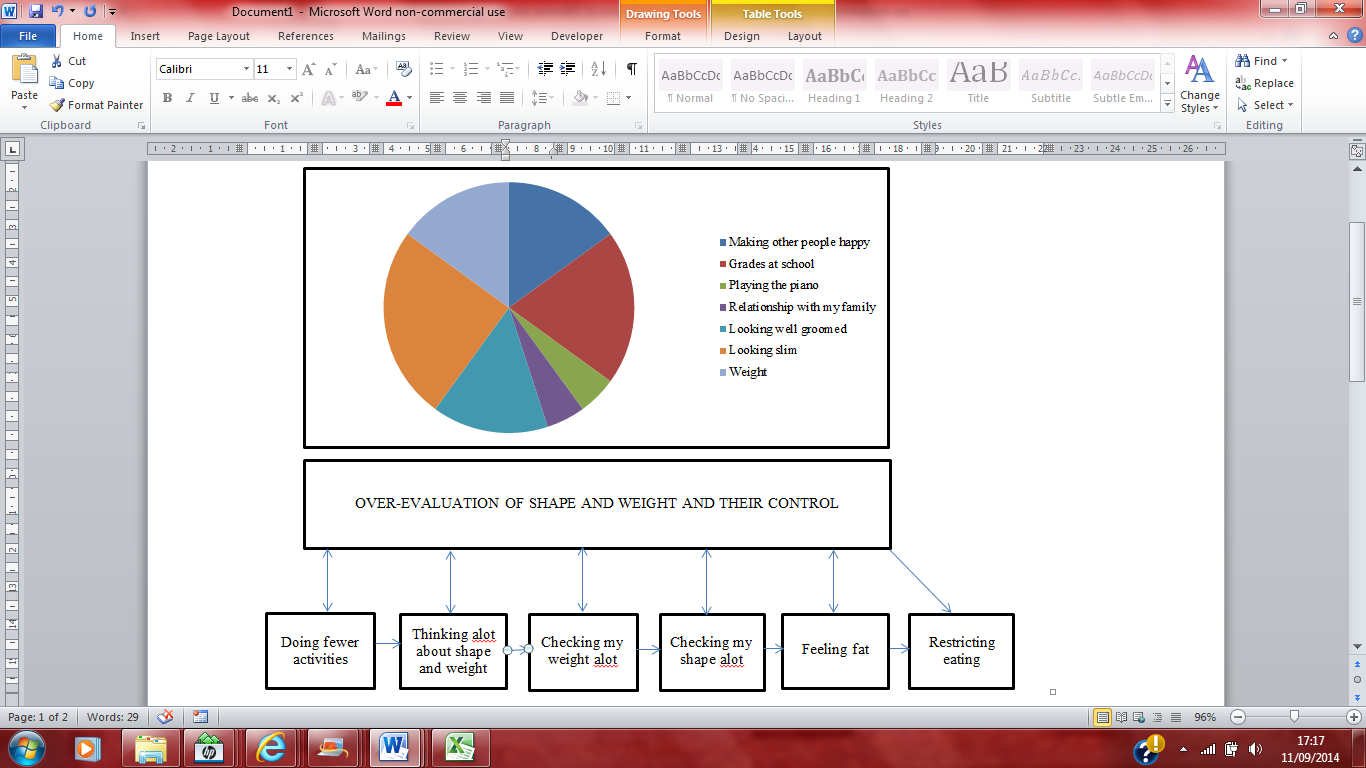 Document1 - Microsoft Word non-commercial use
Drawing Tools
Table Tools
File Home Insert Page Layout References Mailings Review View Developer Format Design Layout
Paste
Cut
Copy
Format Painter
Clipboard
Calibri 11
Font
Paragraph
AaBbCcDc AaBbCcDc AaBbCc AaBbCc AaB AaBbCc. AaBbCcDc
¶ Normal ¶ No Spaci... Heading 1 Heading 2 Title Subtitle Subtle Em...
Change
Styles
Styles
Find
Replace
Select
Editing
Making other people happy
Grades at school
Playing the piano
Relationship with my family
Looking well groomed
Looking slim
Weight
OVER-EVALUATION OF SHAPE AND WEIGHT AND THEIR CONTROL
Doing fewer
activities
Thinking alot
about shape
and weight
Checking my
weight alot
Checking my
shape alot
Feeling fat
Restricting
eating
Page: 1 of 2 Words: 29 96%
17:17
11/09/2014